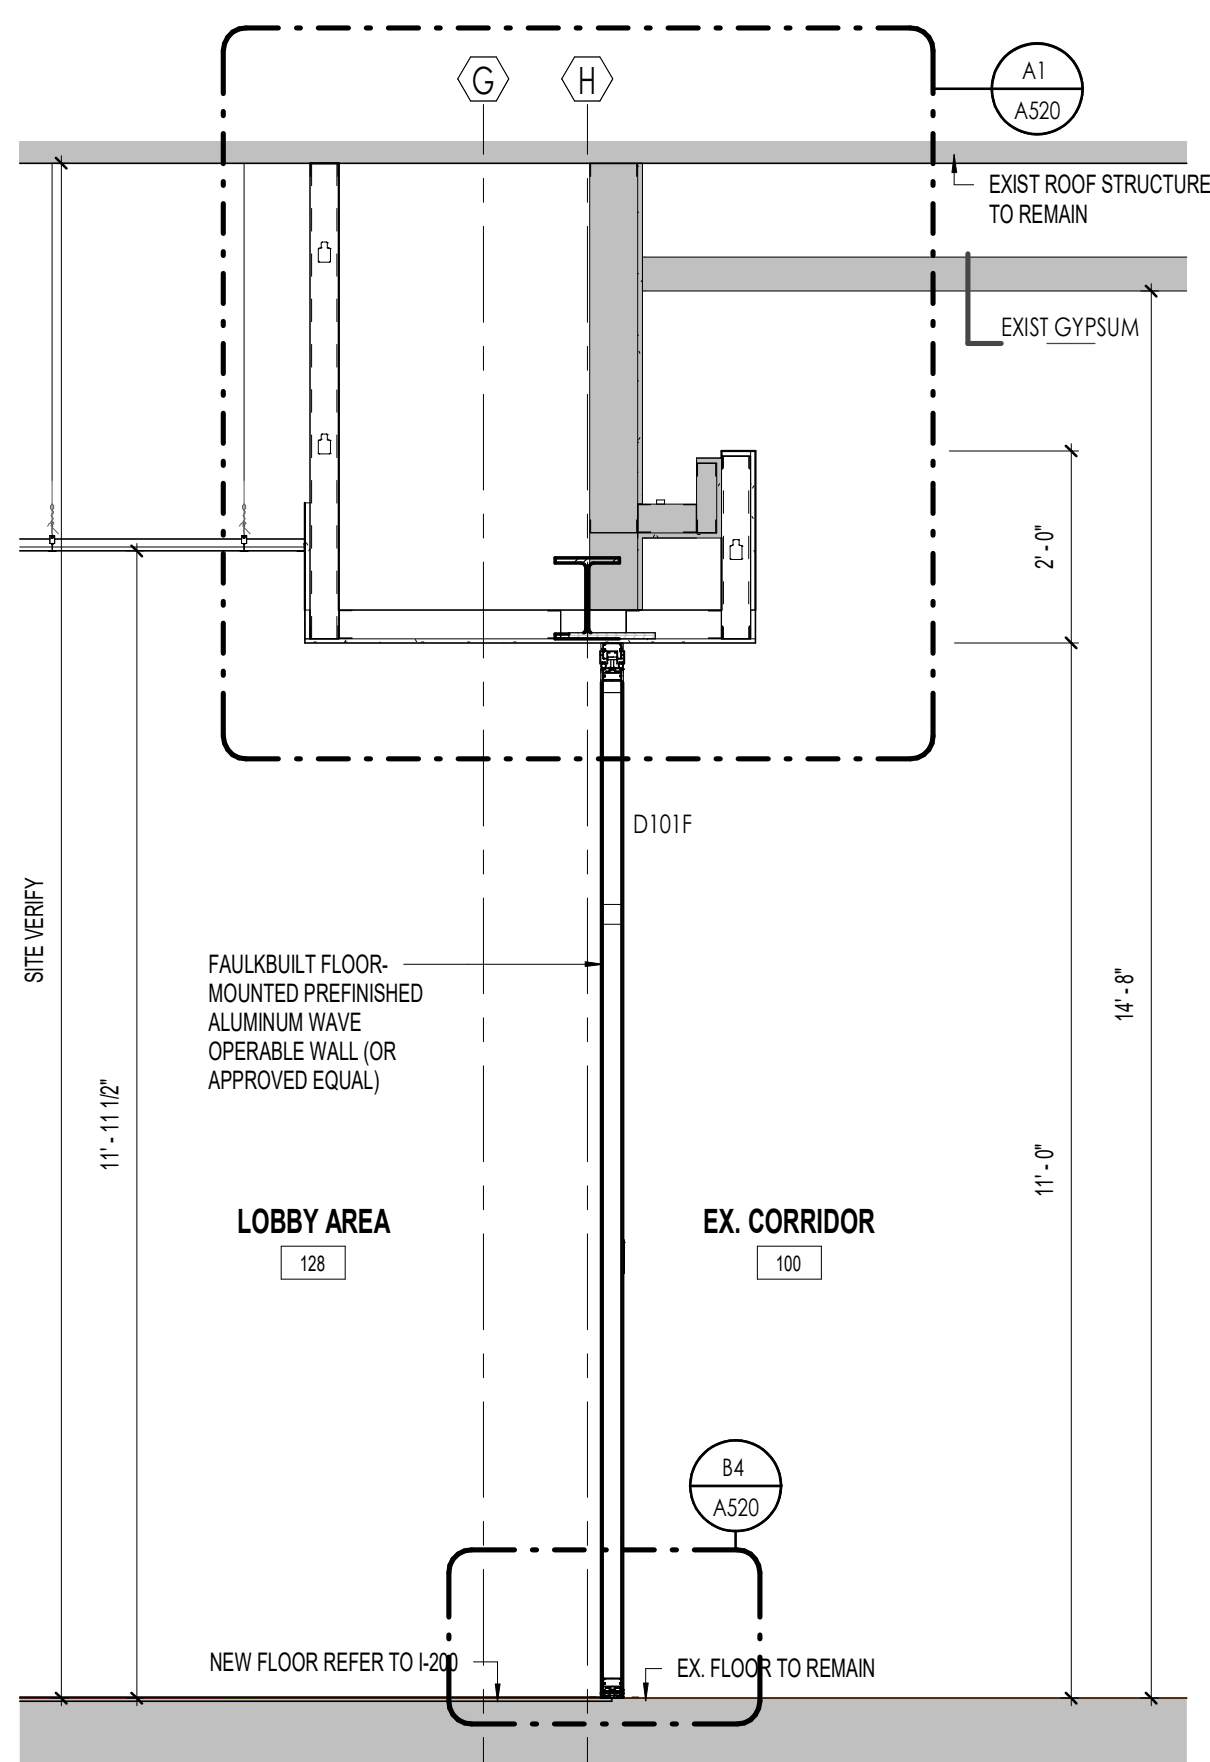 G
H
A1
A520
EXIST ROOF STRUCTURE
TO REMAIN
EXIST GYPSUM
2' - 0"
D101F
SITE VERIFY
FAULKBUILT FLOOR-
MOUNTED PREFINISHED
ALUMINUM WAVE
OPERABLE WALL (OR
APPROVED EQUAL)
14' - 8"
11' - 11 1/2"
11' - 0"
LOBBY AREA
128
EX. CORRIDOR
100
B4
A520
NEW FLOOR REFER TO I-200
EX. FLOOR TO REMAIN